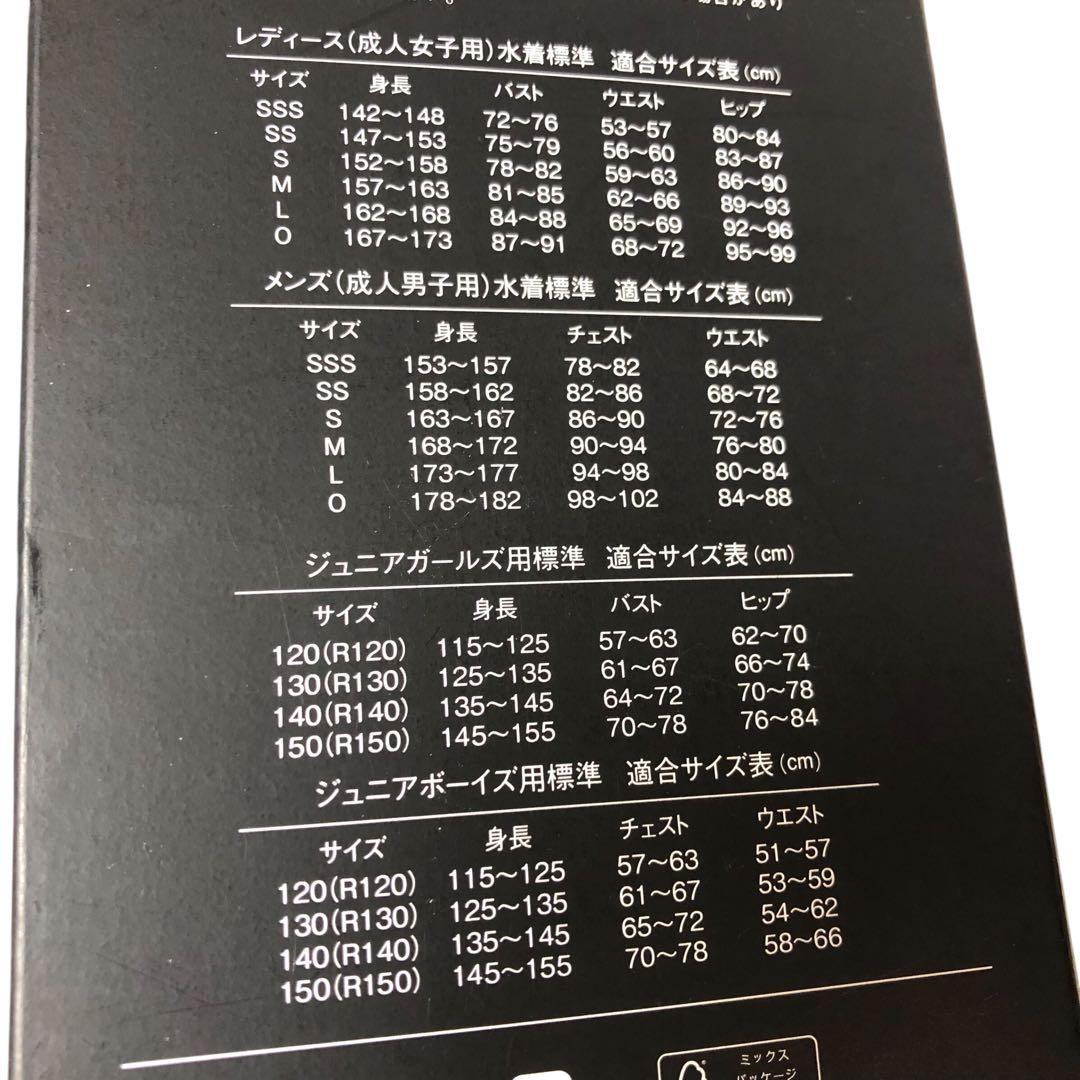 場合があり
レディース(成人女子用)水着標準 適合サイズ表(cm)
サイズ 身長 バスト ウエスト ヒップ
SSS 142〜148 72〜76 53〜57 80〜84
SS 147〜153 75〜79 56〜60 83〜87
S 152〜158 78〜82 59〜63 86〜90
M 157〜163 81〜85 62〜66 89〜93
L 162〜168 84〜88 65〜69 92〜96
O 167〜173 87〜91 68〜72 95〜99
メンズ(成人男子用)水着標準 適合サイズ表(cm)
サイズ 身長 チェスト ウエスト
SSS 153〜157 78〜82 64〜68
SS 158〜162 82〜86 68〜72
S 163〜167 86〜90 72〜76
M 168〜172 90〜94 76〜80
L 173〜177 94〜98 80〜84
O 178〜182 98〜102 84〜88
ジュニアガールズ用標準 適合サイズ表(cm)
サイズ 身長 バスト ヒップ
120(R120) 115〜125 57〜63 62〜70
130(R130) 125〜135 61〜67 66〜74
140(R140) 135〜145 64〜72 70〜78
150(R150) 145〜155 70〜78 76〜84
ジュニアボーイズ用標準 適合サイズ表(cm)
サイズ 身長 チェスト ウエスト
120(R120) 115〜125 57〜63 51〜57
130(R130) 125〜135 61〜67 53〜59
140(R140) 135〜145 65〜72 54〜62
150(R150) 145〜155 70〜78 58〜66
ミックス
パッケージ